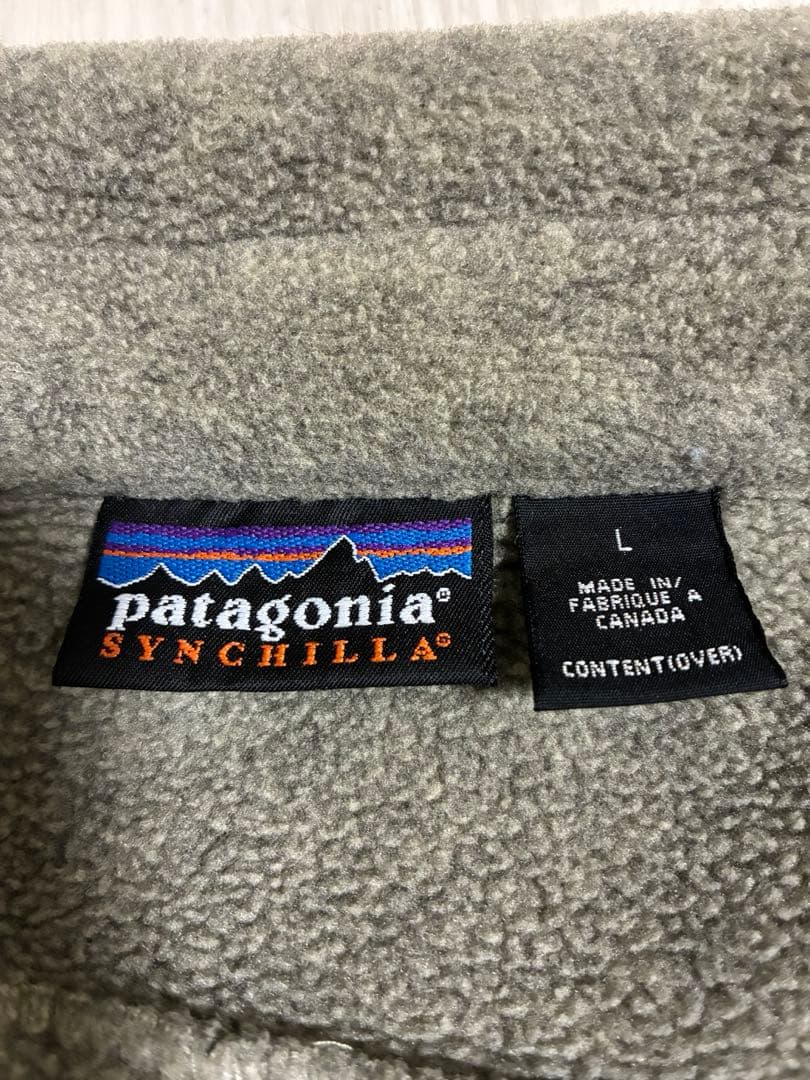 patagonia®
SYNCHILLA®
L
MADE IN/
FABRIQUE A
CANADA
CONTENT(OVER)